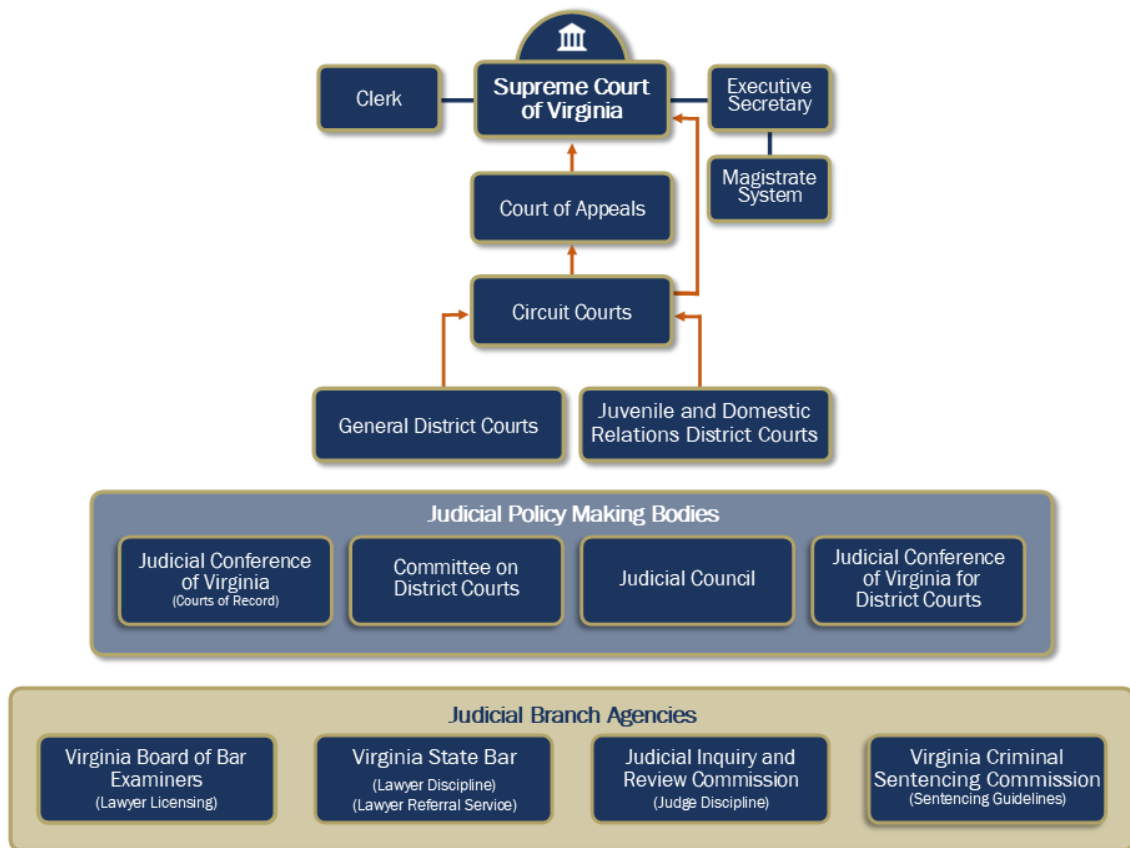 Clerk
Supreme Court
of Virginia
Executive
Secretary
Magistrate
System
Court of Appeals
Circuit Courts
General District Courts
Juvenile and Domestic
Relations District Courts
Judicial Policy Making Bodies
Judicial Conference
of Virginia
(Courts of Record)
Committee on
District Courts
Judicial Council
Judicial Conference
of Virginia for
District Courts
Judicial Branch Agencies
Virginia Board of Bar
Examiners
(Lawyer Licensing)
Virginia State Bar
(Lawyer Discipline)
(Lawyer Referral Service)
Judicial Inquiry and
Review Commission
(Judge Discipline)
Virginia Criminal
Sentencing Commission
(Sentencing Guidelines)